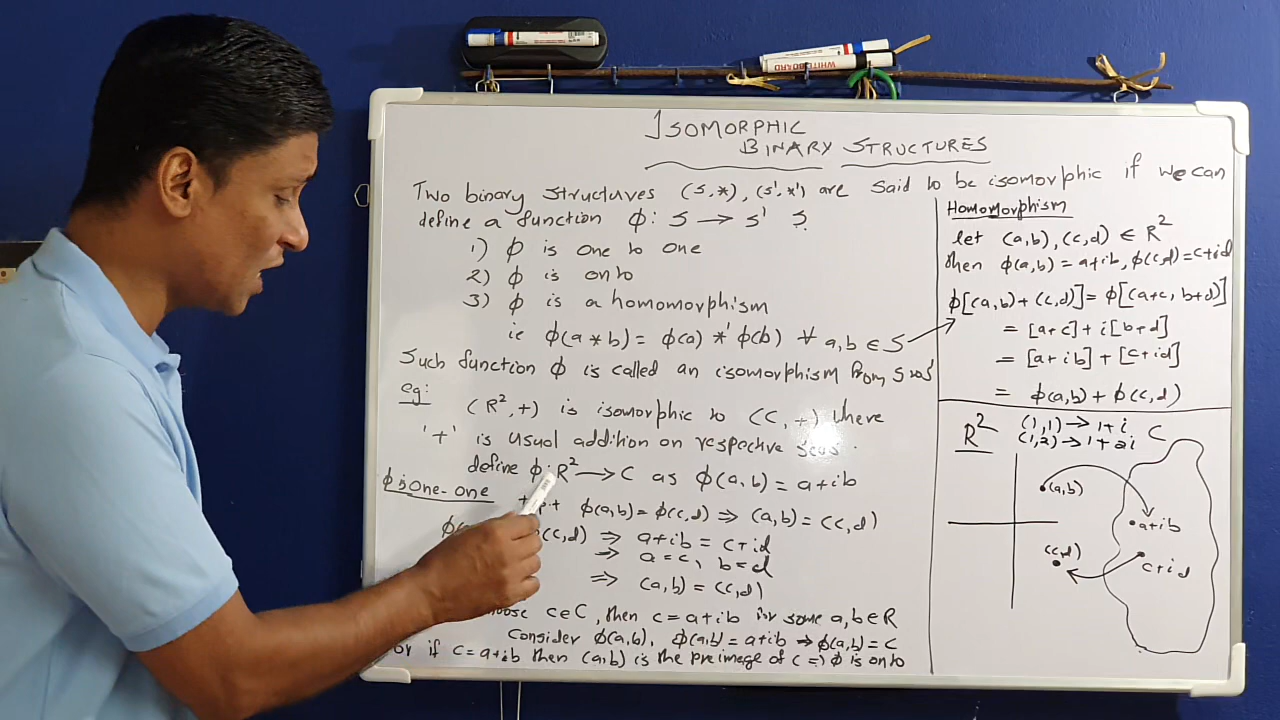 WHITEBOARD
ISOMORPHIC
BINARY STRUCTURES
Two binary structures (S,*), (S',*') are said to be isomorphic if we can
define a function ϕ: S → S' ∋.
1) ϕ is one to one
2) ϕ is onto
3) ϕ is a homomorphism
ie ϕ(a * b) = ϕ(a) *' ϕ(b) ∀ a,b ∈ S
Such function ϕ is called an isomorphism from S to S'
eg:
(R²,+) is isomorphic to (C,+) where
'+' is usual addition on respective sets.
define ϕ: R² → C as ϕ(a,b) = a+ib
ϕ is One-one
ϕ(a,b) = ϕ(c,d) ⇒ (a,b) = (c,d)
(c,d) ⇒ a+ib = c+id
⇒ a=c, b=d
⇒ (a,b) = (c,d)
c∈C, then c = a+ib for some a,b∈R
Consider ϕ(a,b), ϕ(a,b) = a+ib ⇒ ϕ(a,b) = C
or if c=a+ib then (a,b) is the preimage of c ⇒ ϕ is onto
Homomorphism
let (a,b), (c,d) ∈ R²
then ϕ(a,b) = a+ib, ϕ(c,d)=c+id
ϕ[(a,b)+(c,d)] = ϕ[(a+c, b+d)]
= [a+c]+i[b+d]
= [a+ib]+[c+id]
= ϕ(a,b) + ϕ(c,d)
R² (1,1) → 1+i C
(1,2) → 1+2i
(a,b)
a+ib
(c,d)
c+id